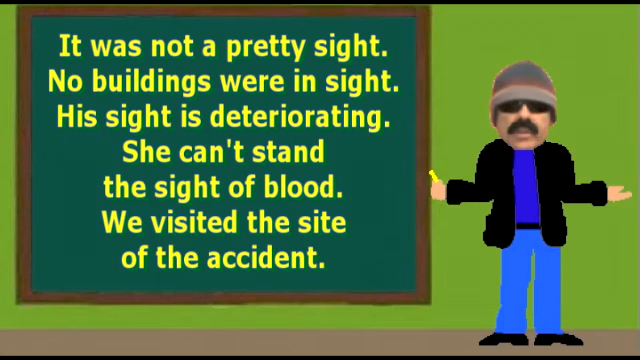 It was not a pretty sight.
No buildings were in sight.
His sight is deteriorating.
She can't stand
the sight of blood.
We visited the site
of the accident.